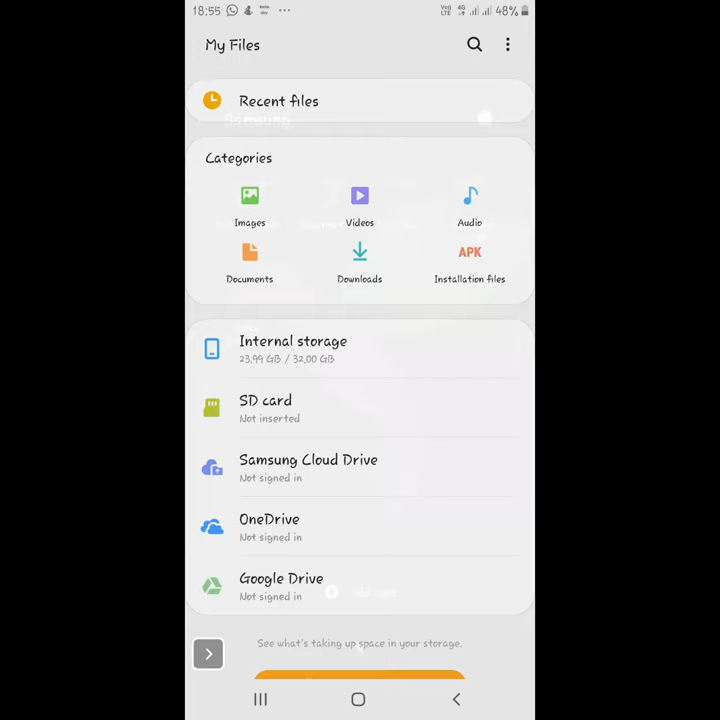 18:55 48%
My Files
Recent files
Samsung
Categories
Images Videos Audio
APK
Documents Downloads Installation files
Internal storage
23.99 GB / 32.00 GB
SD card
Not inserted
Samsung Cloud Drive
Not signed in
OneDrive
Not signed in
Google Drive
Not signed in
See what's taking up space in your storage.